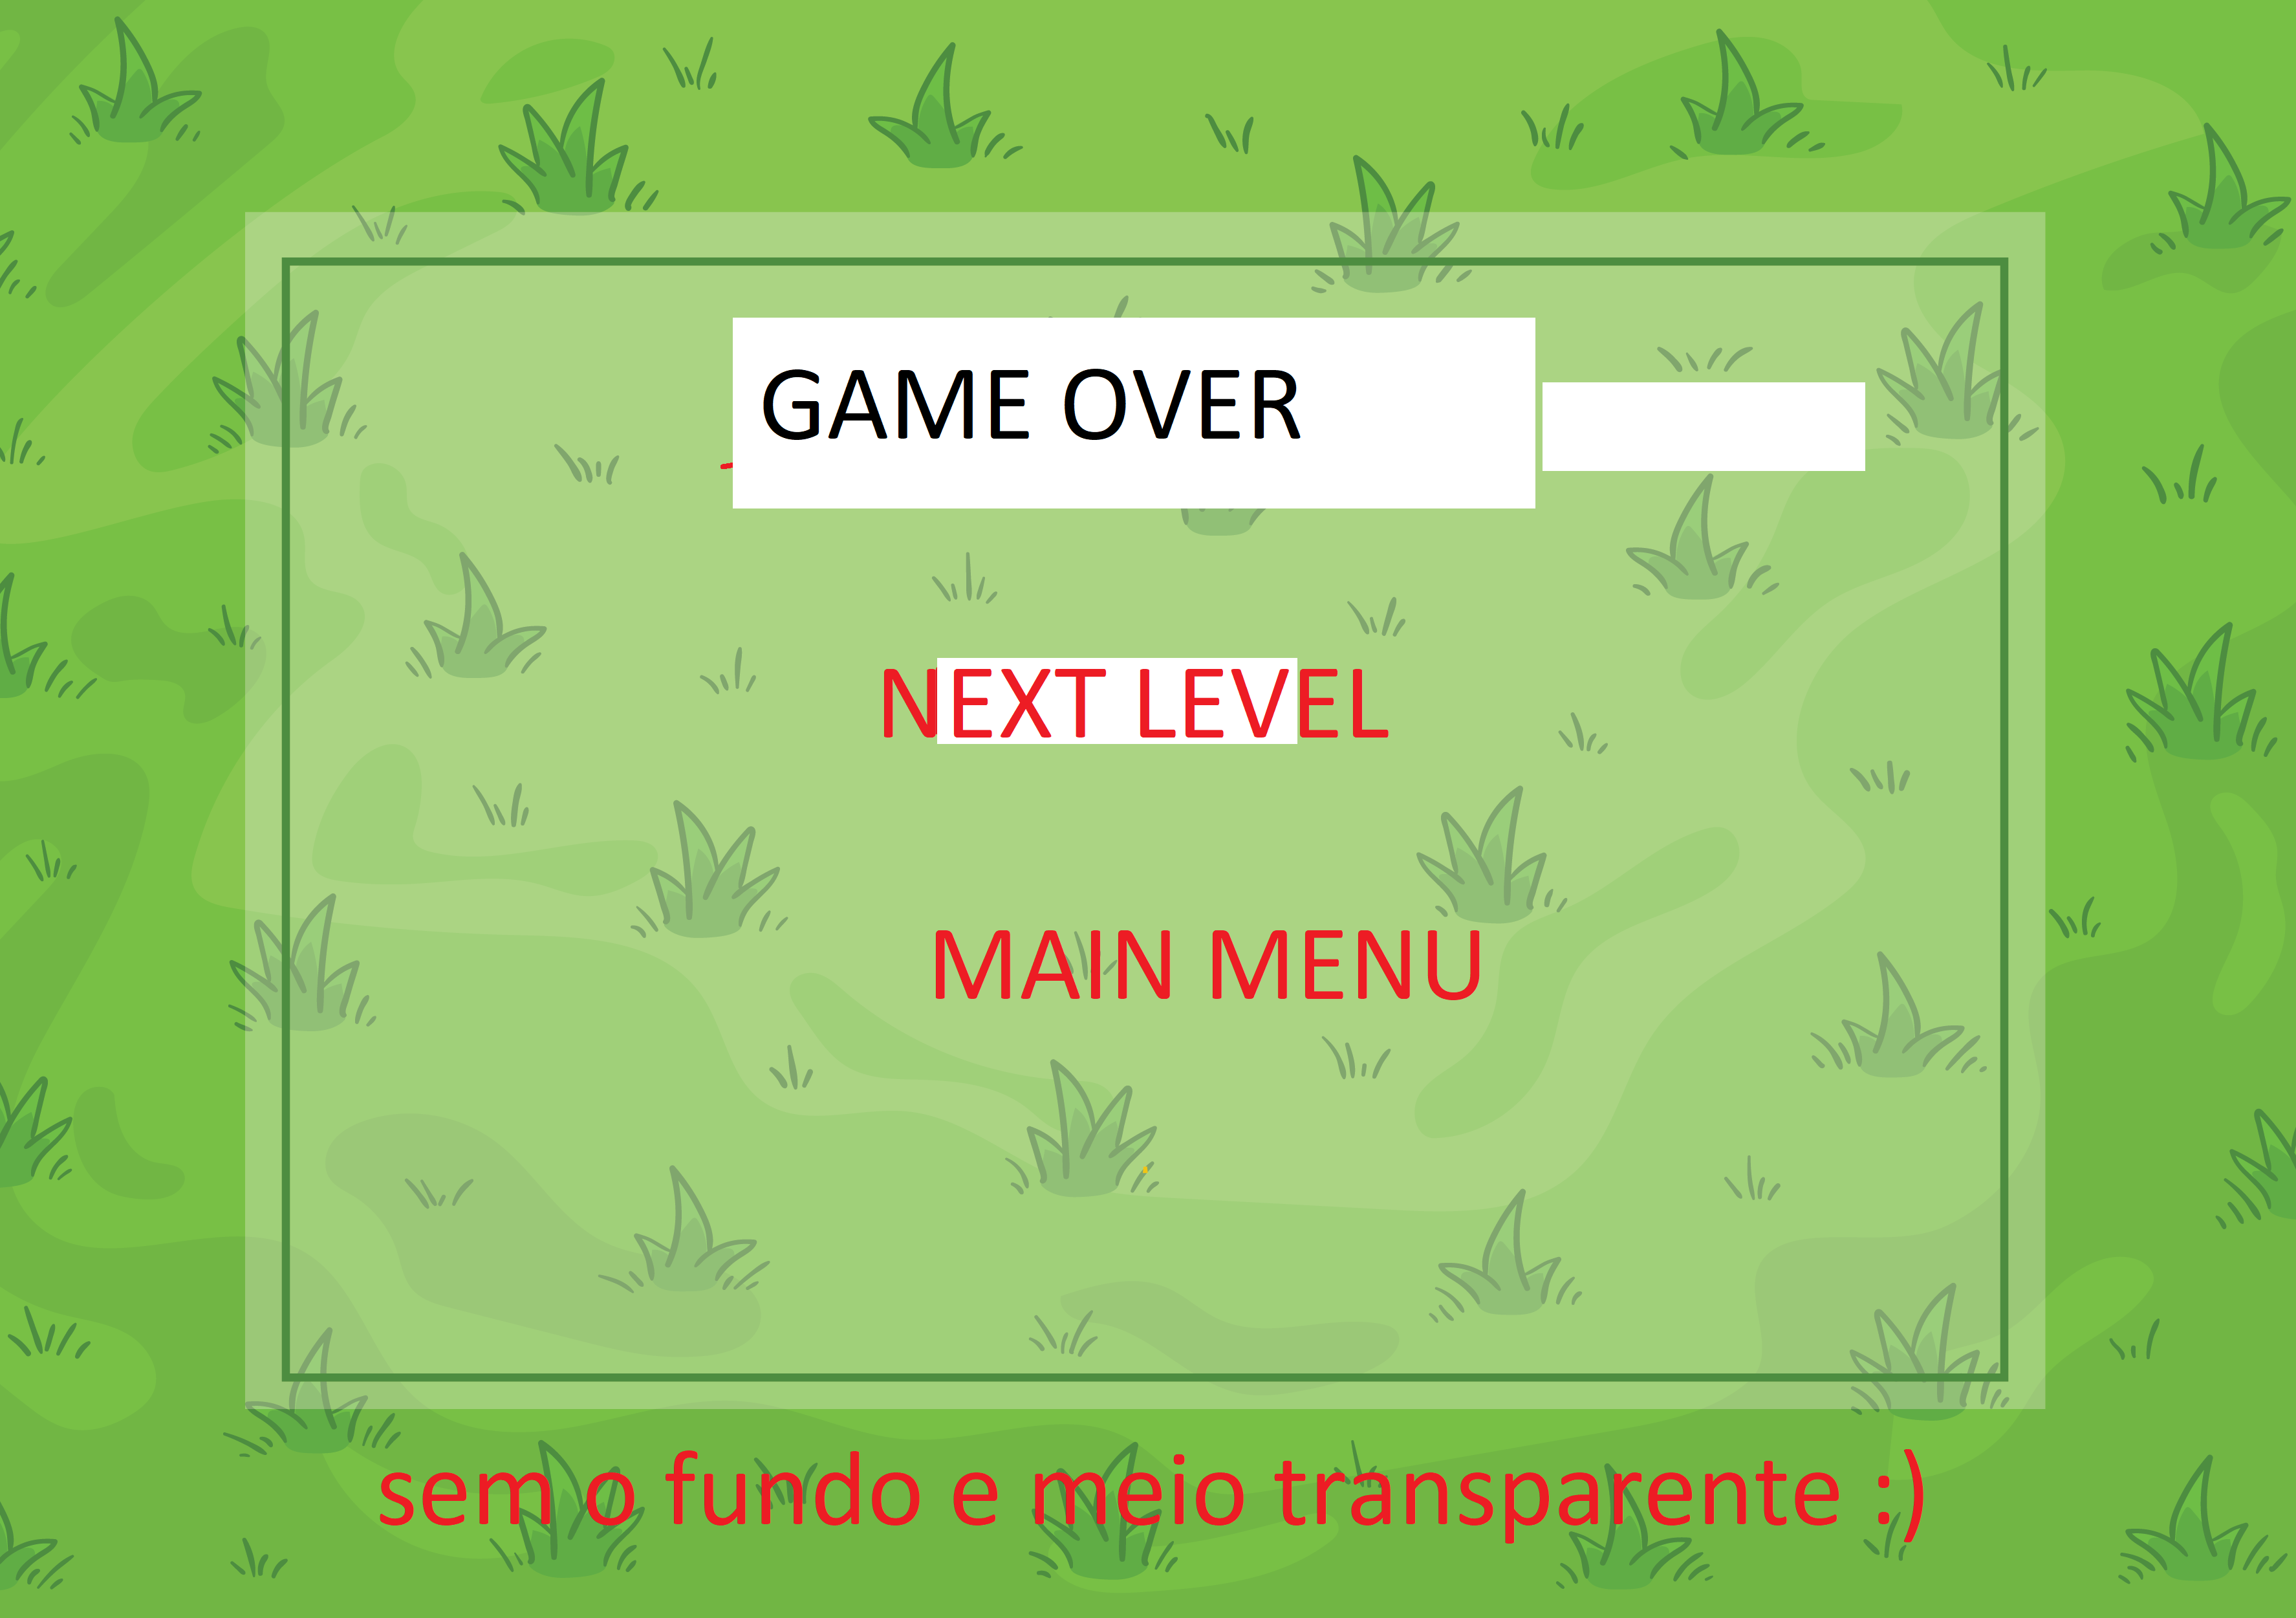 GAME OVER
NEXT LEVEL
MAIN MENU
sem o fundo e meio transparente :)